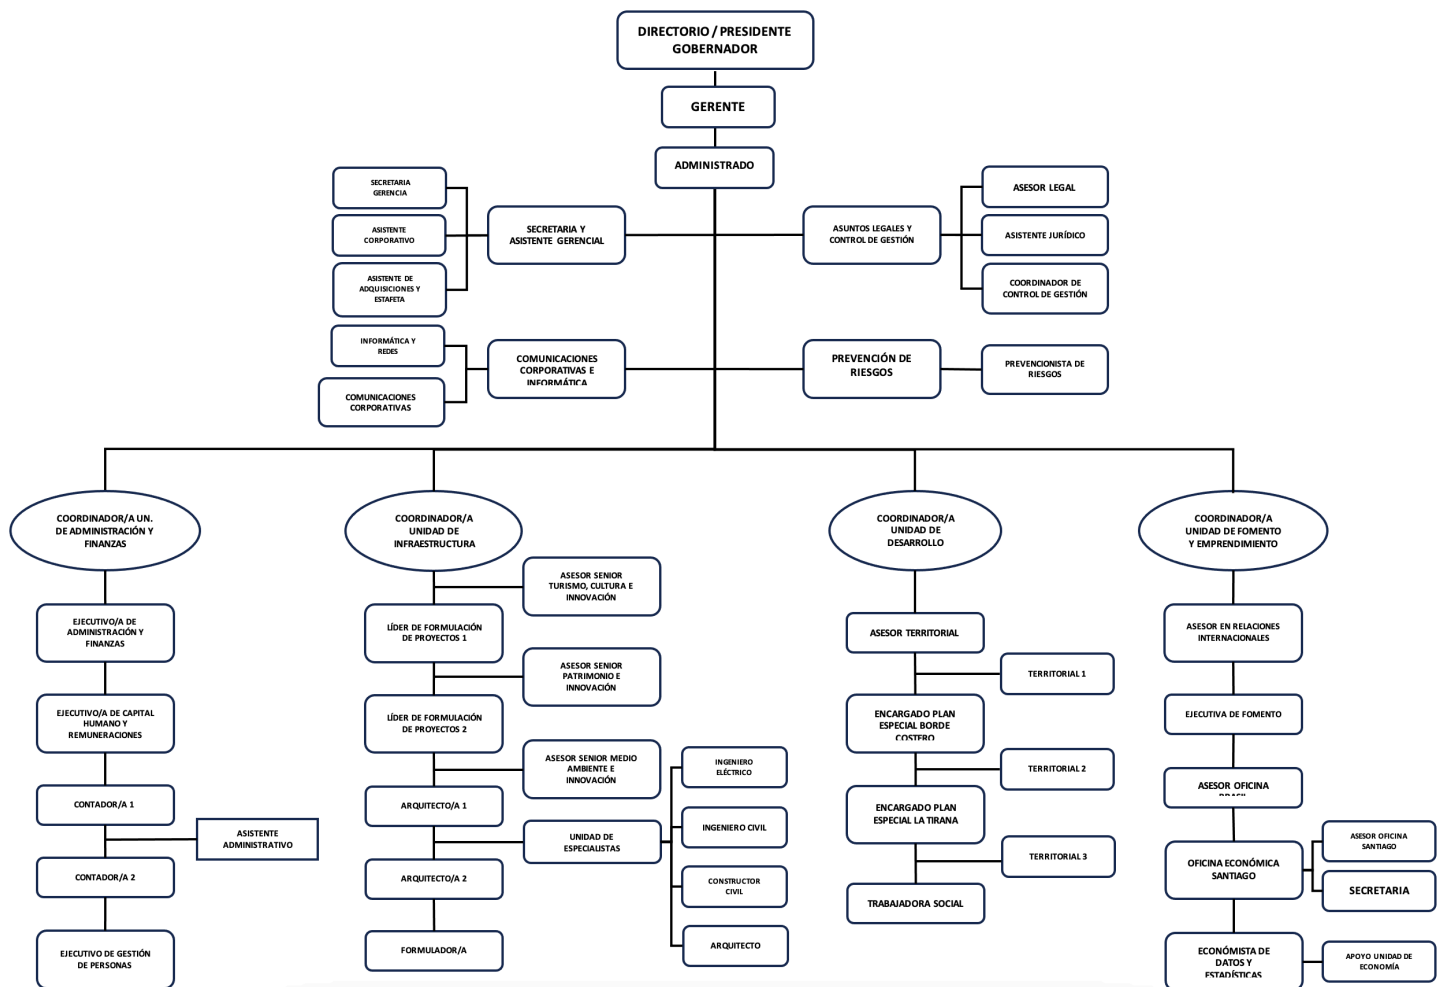 DIRECTORIO / PRESIDENTE
GOBERNADOR
GERENTE
ADMINISTRADO
SECRETARIA
GERENCIA
ASISTENTE
CORPORATIVO
ASISTENTE DE
ADQUISICIONES Y
ESTAFETA
SECRETARIA Y
ASISTENTE GERENCIAL
ASUNTOS LEGALES Y
CONTROL DE GESTIÓN
ASESOR LEGAL
ASISTENTE JURÍDICO
COORDINADOR DE
CONTROL DE GESTIÓN
INFORMÁTICA Y
REDES
COMUNICACIONES
CORPORATIVAS
COMUNICACIONES
CORPORATIVAS E
INFORMÁTICA
PREVENCIÓN DE
RIESGOS
PREVENCIONISTA DE
RIESGOS
COORDINADOR/A UN.
DE ADMINISTRACIÓN Y
FINANZAS
EJECUTIVO/A DE
ADMINISTRACIÓN Y
FINANZAS
EJECUTIVO/A DE CAPITAL
HUMANO Y
REMUNERACIONES
CONTADOR/A 1
ASISTENTE
ADMINISTRATIVO
CONTADOR/A 2
EJECUTIVO DE GESTIÓN
DE PERSONAS
COORDINADOR/A
UNIDAD DE
INFRAESTRUCTURA
ASESOR SENIOR
TURISMO, CULTURA E
INNOVACIÓN
LÍDER DE FORMULACIÓN
DE PROYECTOS 1
ASESOR SENIOR
PATRIMONIO E
INNOVACIÓN
LÍDER DE FORMULACIÓN
DE PROYECTOS 2
ASESOR SENIOR MEDIO
AMBIENTE E
INNOVACIÓN
ARQUITECTO/A 1
UNIDAD DE
ESPECIALISTAS
INGENIERO
ELÉCTRICO
INGENIERO CIVIL
CONSTRUCTOR
CIVIL
ARQUITECTO
ARQUITECTO/A 2
FORMULADOR/A
COORDINADOR/A
UNIDAD DE
DESARROLLO
ASESOR TERRITORIAL
TERRITORIAL 1
ENCARGADO PLAN
ESPECIAL BORDE
COSTERO
TERRITORIAL 2
ENCARGADO PLAN
ESPECIAL LA TIRANA
TERRITORIAL 3
TRABAJADORA SOCIAL
COORDINADOR/A
UNIDAD DE FOMENTO
Y EMPRENDIMIENTO
ASESOR EN RELACIONES
INTERNACIONALES
EJECUTIVA DE FOMENTO
ASESOR OFICINA
BRASIL
OFICINA ECONÓMICA
SANTIAGO
ASESOR OFICINA
SANTIAGO
SECRETARIA
ECONÓMISTA DE
DATOS Y
ESTADÍSTICAS
APOYO UNIDAD DE
ECONOMÍA